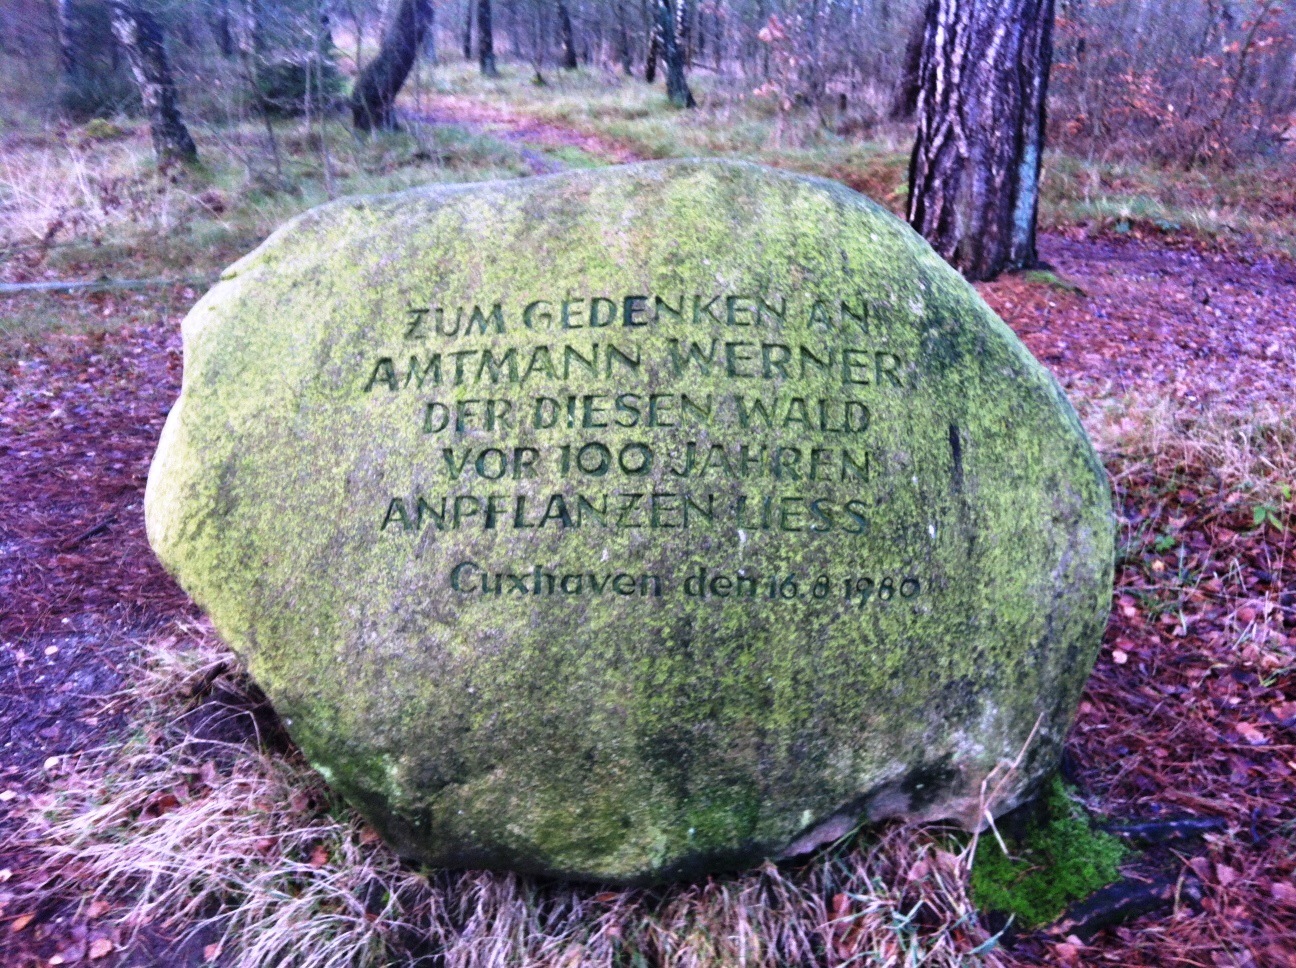 ZUM GEDENKEN AN
AMTMANN WERNER
DER DIESEN WALD
VOR 100 JAHREN
ANPFLANZEN LIESS
Cuxhaven den 16.8.1980